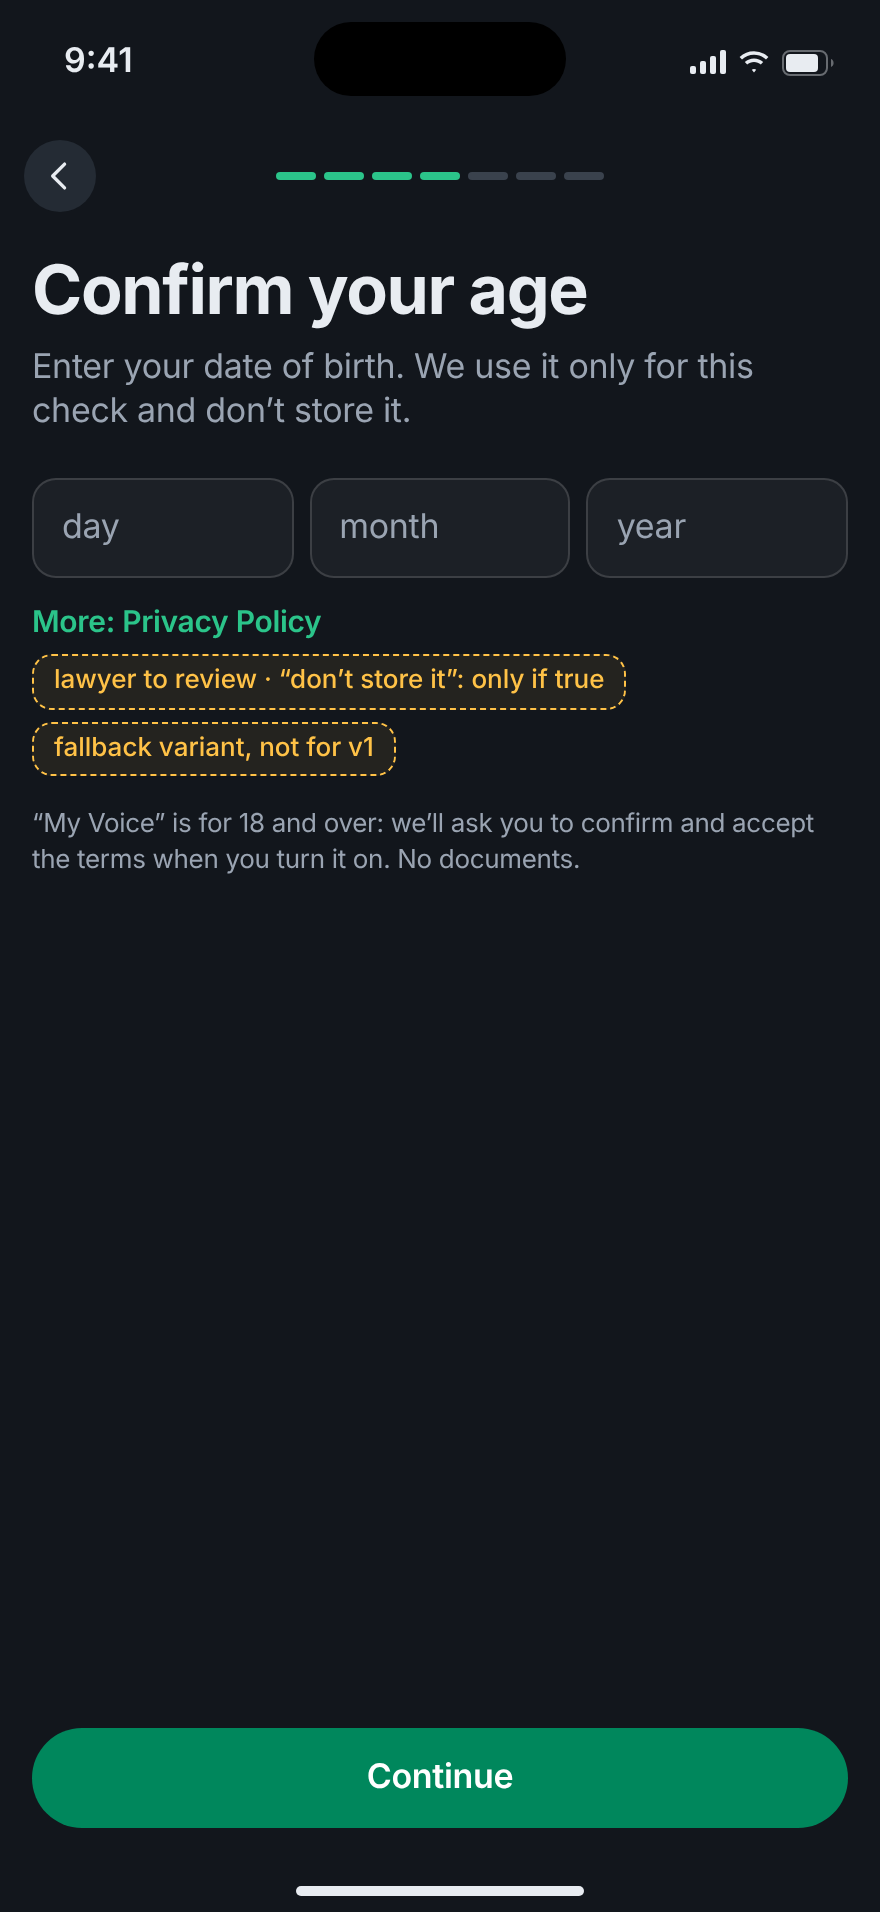 9:41
Confirm your age
Enter your date of birth. We use it only for this
check and don’t store it.
day
month
year
More: Privacy Policy
lawyer to review · “don’t store it”: only if true
fallback variant, not for v1
“My Voice” is for 18 and over: we’ll ask you to confirm and accept
the terms when you turn it on. No documents.
Continue